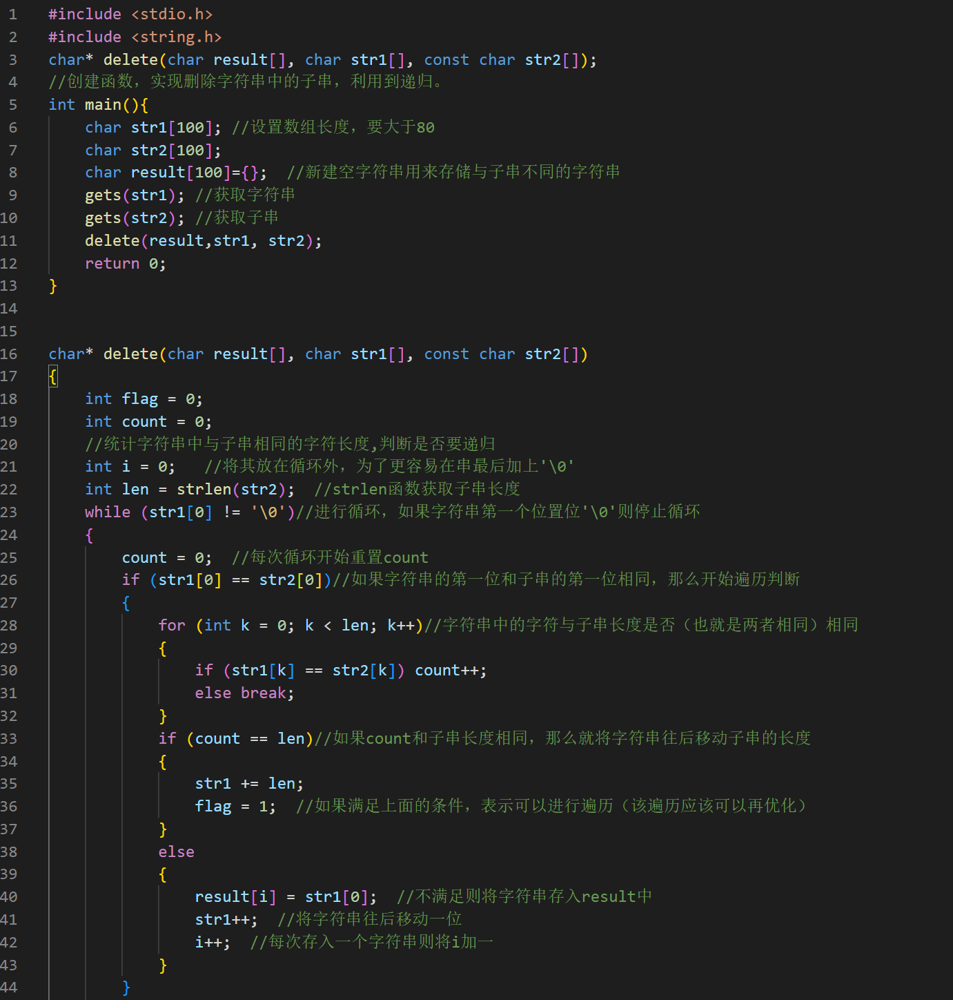 1 #include <stdio.h>
2 #include <string.h>
3 char* delete(char result[], char str1[], const char str2[]);
4 //创建函数，实现删除字符串中的子串，利用到递归。
5 int main(){
6     char str1[100]; //设置数组长度，要大于80
7     char str2[100];
8     char result[100]={};  //新建空字符串用来存储与子串不同的字符串
9     gets(str1); //获取字符串
10     gets(str2); //获取子串
11     delete(result,str1, str2);
12     return 0;
13 }
14
15
16 char* delete(char result[], char str1[], const char str2[])
17 {
18     int flag = 0;
19     int count = 0;
20     //统计字符串中与子串相同的字符长度,判断是否要递归
21     int i = 0;   //将其放在循环外，为了更容易在串最后加上'\0'
22     int len = strlen(str2);  //strlen函数获取子串长度
23     while (str1[0] != '\0')//进行循环，如果字符串第一个位置位'\0'则停止循环
24     {
25         count = 0;  //每次循环开始重置count
26         if (str1[0] == str2[0])//如果字符串的第一位和子串的第一位相同，那么开始遍历判断
27         {
28             for (int k = 0; k < len; k++)//字符串中的字符与子串长度是否（也就是两者相同）相同
29             {
30                 if (str1[k] == str2[k]) count++;
31                 else break;
32             }
33             if (count == len)//如果count和子串长度相同，那么就将字符串往后移动子串的长度
34             {
35                 str1 += len;
36                 flag = 1;  //如果满足上面的条件，表示可以进行遍历（该遍历应该可以再优化）
37             }
38             else
39             {
40                 result[i] = str1[0];  //不满足则将字符串存入result中
41                 str1++;  //将字符串往后移动一位
42                 i++;  //每次存入一个字符串则将i加一
43             }
44         }